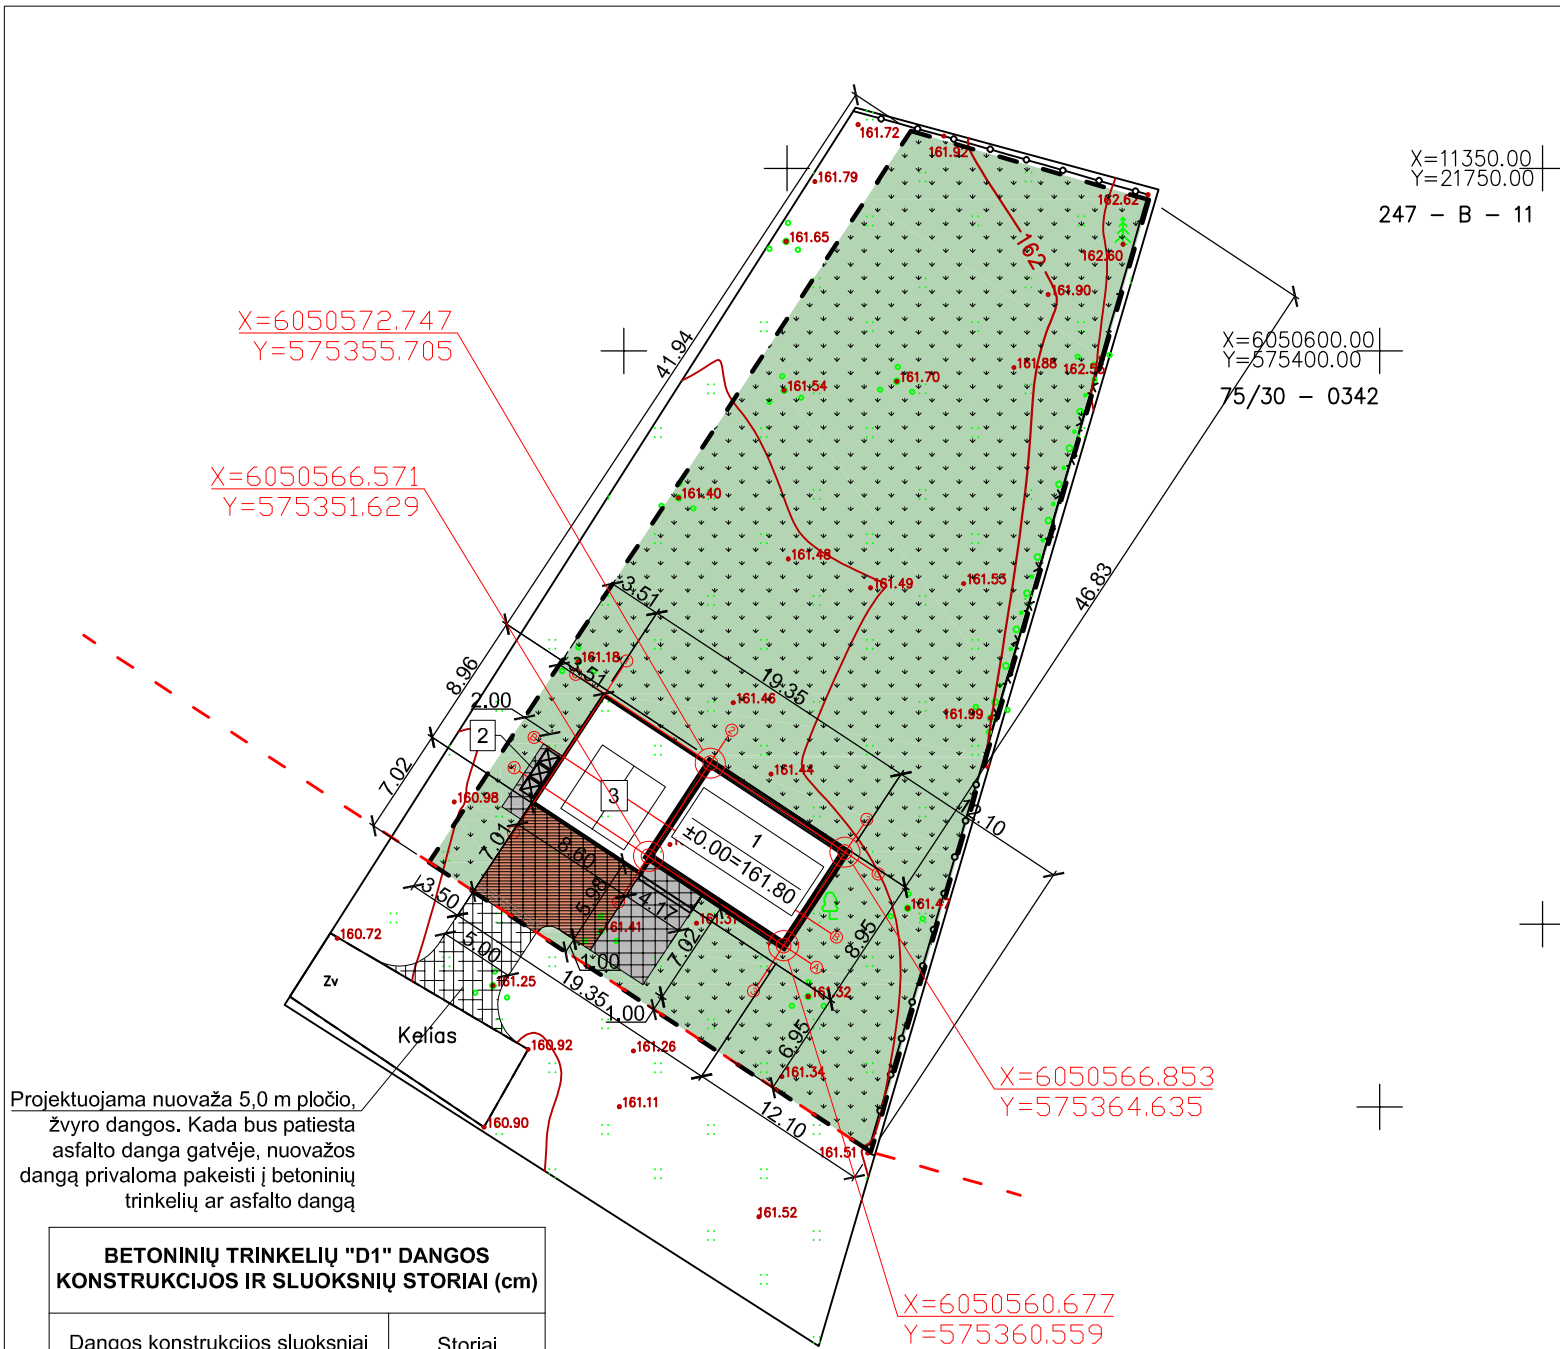 161.72
161.92
X=11350.00
Y=21750.00
247 - B - 11
161.79
162.62
161.65
162
162.60
161.90
X=6050572.747
Y=575355.705
41.94
X=6050600.00
Y=575400.00
75/30 - 0342
161.88
161.70
161.54
X=6050566.571
Y=575351.629
161.40
161.48
161.49
161.53
46.83
3.51
161.18
3.51
8.96
2.00
19.35
161.46
161.99
2
7.02
161.44
3
12.10
160.98
1
±0.00=161.80
7.01
8.60
3.50
5.98
4.17
161.47
161.31
161.41
8.95
160.72
5.00
7.02
1.00
161.25
19.35
161.32
Zv
1.00
Kelias
160.92
161.26
6.95
161.34
X=6050566.853
Y=575364.635
Projektuojama nuovaža 5,0 m pločio,
žvyro dangos. Kada bus patiesta
asfalto danga gatvėje, nuovažos
dangą privaloma pakeisti į betoninių
trinkelių ar asfalto dangą
161.11
160.90
12.10
161.51
161.52
BETONINIŲ TRINKELIŲ "D1" DANGOS
KONSTRUKCIJOS IR SLUOKSNIŲ STORIAI (cm)
Dangos konstrukcijos sluoksniai
Storiai
X=6050560.677
Y=575360.559